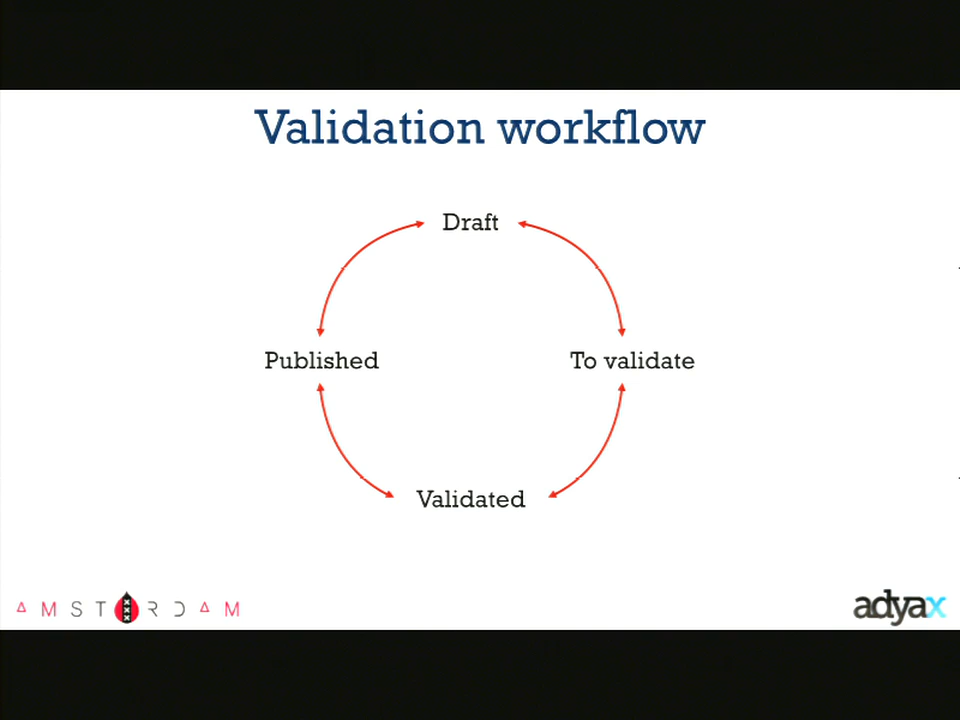 Validation workflow
Draft
Published
To validate
Validated
AMSTERDAM
adyax